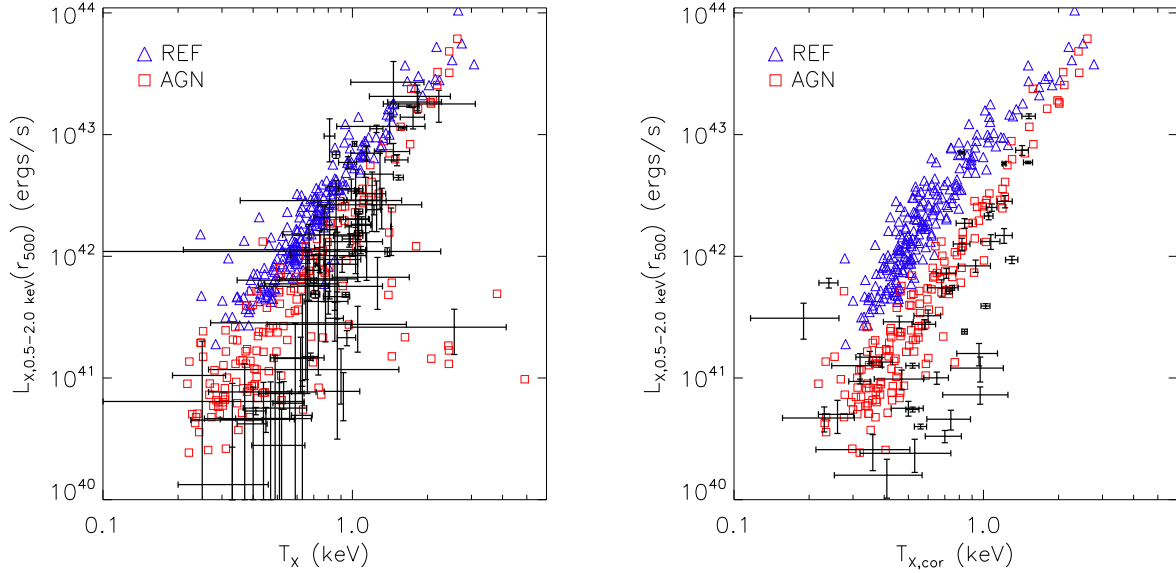 10^44
10^43
10^42
10^41
10^40
L_X,0.5−2.0 keV(r_500) (ergs/s)
△ REF
□ AGN
0.1 1.0
T_X (keV)
10^44
10^43
10^42
10^41
10^40
L_X,0.5−2.0 keV(r_500) (ergs/s)
△ REF
□ AGN
0.1 1.0
T_X,cor (keV)